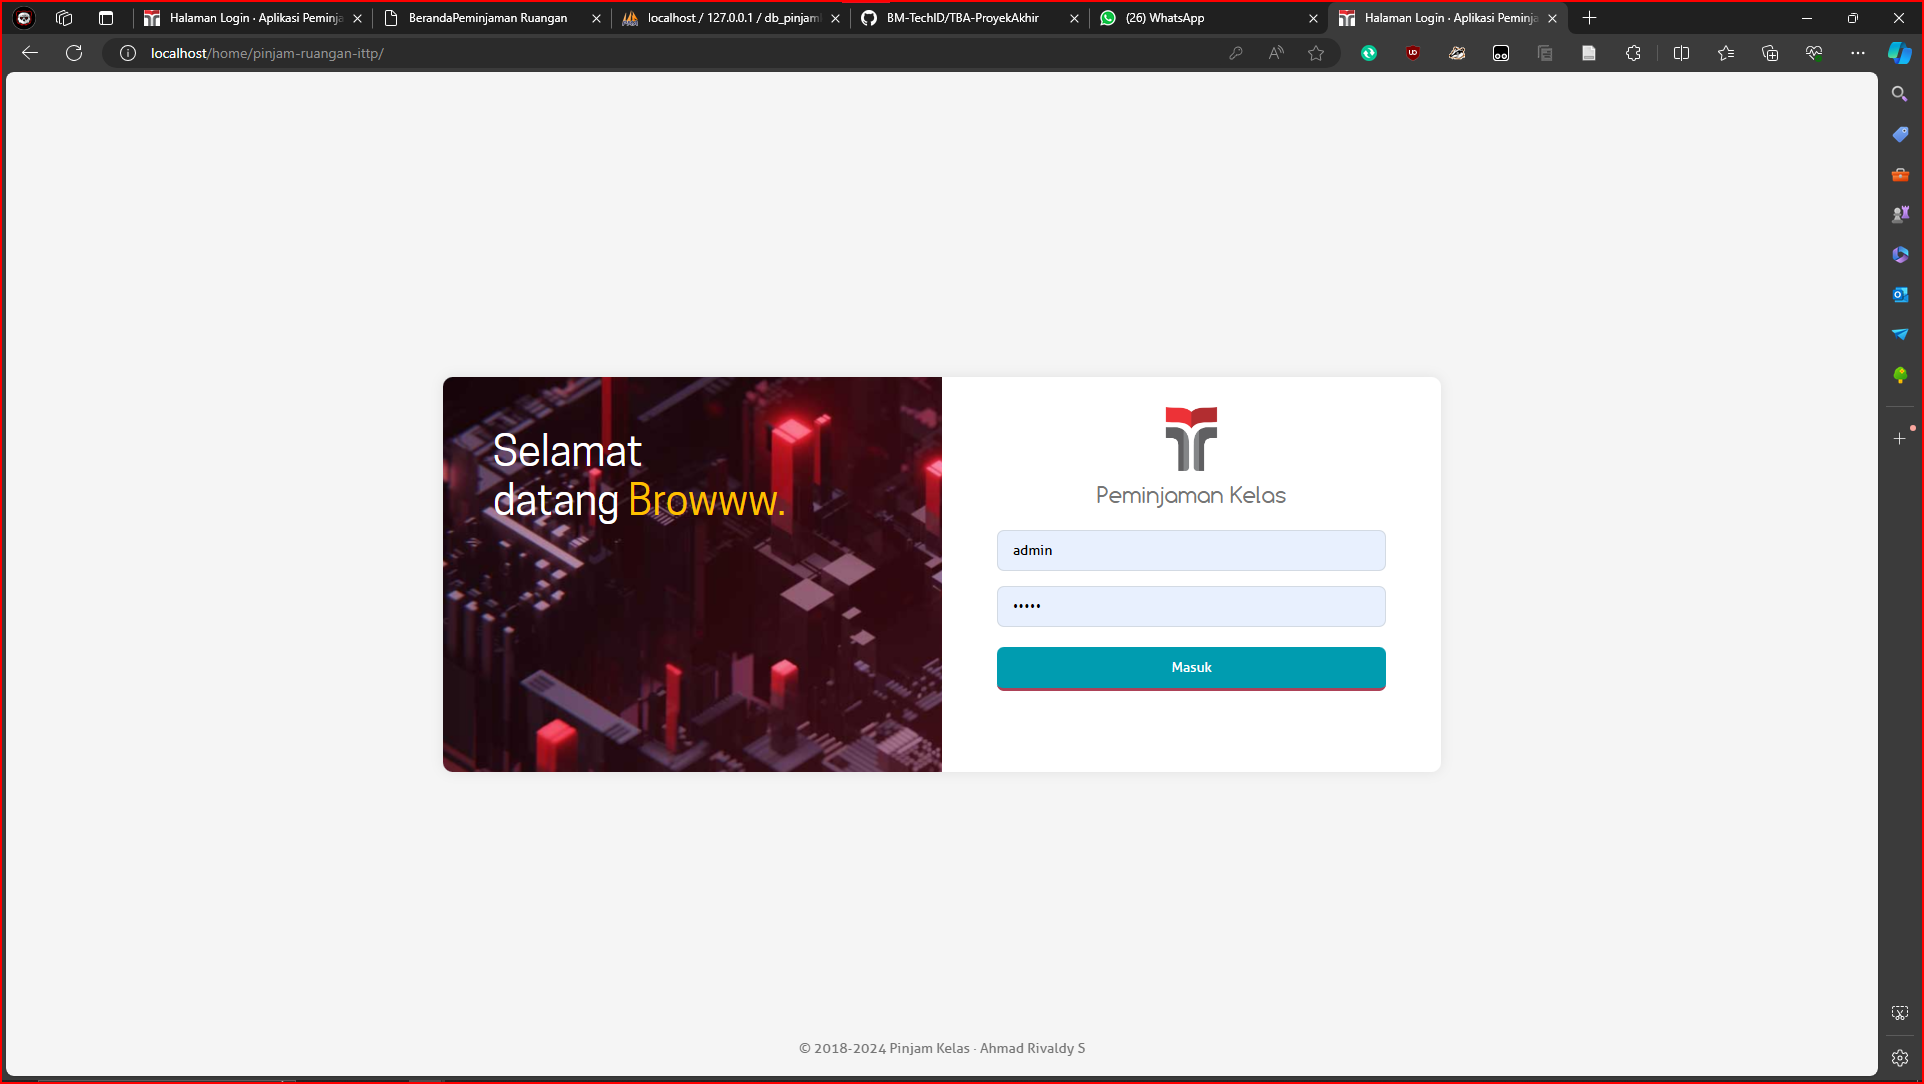 Halaman Login · Aplikasi Peminja
BerandaPeminjaman Ruangan
localhost / 127.0.0.1 / db_pinjaml
BM-TechID/TBA-ProyekAkhir
(26) WhatsApp
Halaman Login · Aplikasi Peminja
localhost/home/pinjam-ruangan-ittp/
Selamat
datang Browww.
Peminjaman Kelas
admin
•••••
Masuk
© 2018-2024 Pinjam Kelas · Ahmad Rivaldy S